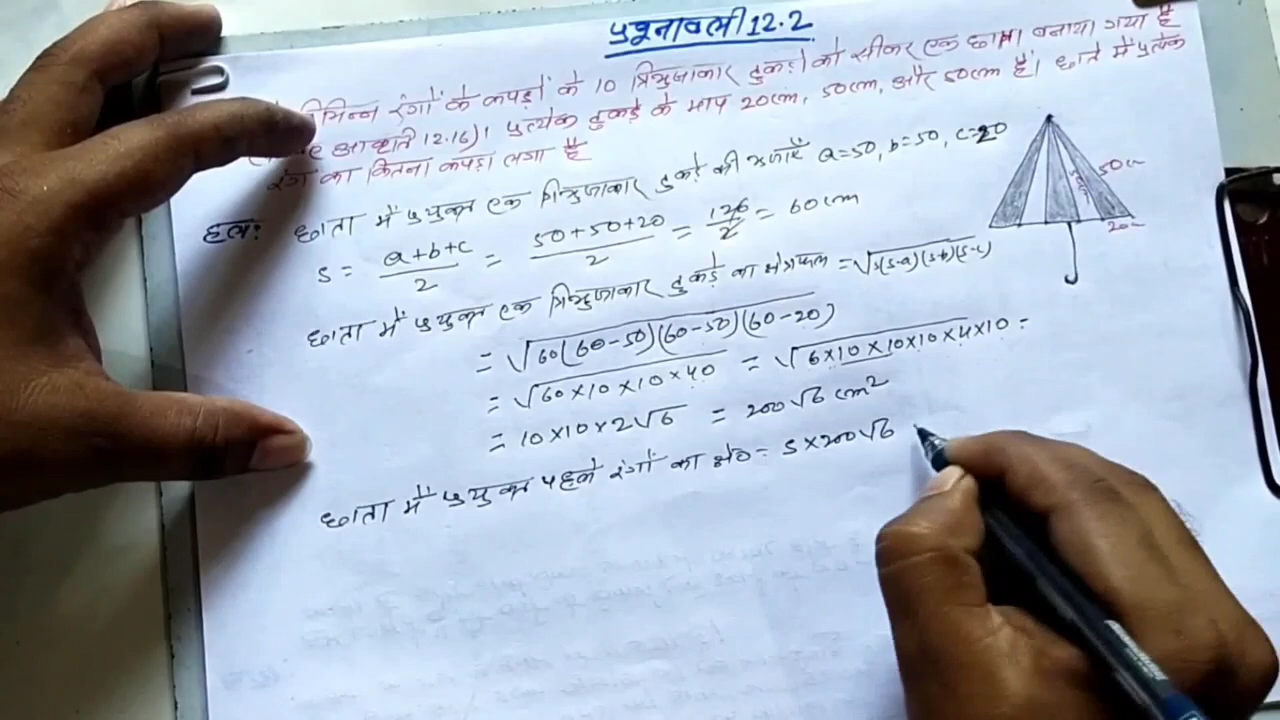 प्रश्नावली 12.2
विभिन्न रंगों के कपड़ों के 10 त्रिभुजाकार टुकड़ों को सीकर एक छाता बनाया गया है
आकृति 12.16)। प्रत्येक टुकड़े के माप 20cm, 50cm, और 50cm हैं। छाते में प्रत्येक
रंग का कितना कपड़ा लगा है
हल: छाता में प्रयुक्त एक त्रिभुजाकार टुकड़े की भुजाएँ a=50, b=50, c=20
50cm
20c
S = a+b+c/2 = 50+50+20/2 = 120/2 = 60cm
छाता में प्रयुक्त एक त्रिभुजाकार टुकड़े का क्षेत्रफल = √s(s-a)(s-b)(s-c)
= √60(60-50)(60-50)(60-20)
= √60×10×10×40 = √6×10×10×10×4×10 =
= 10×10×2√6 = 200√6 cm²
छाता में प्रयुक्त पहले रंगों का क्षे० = 5×200√6